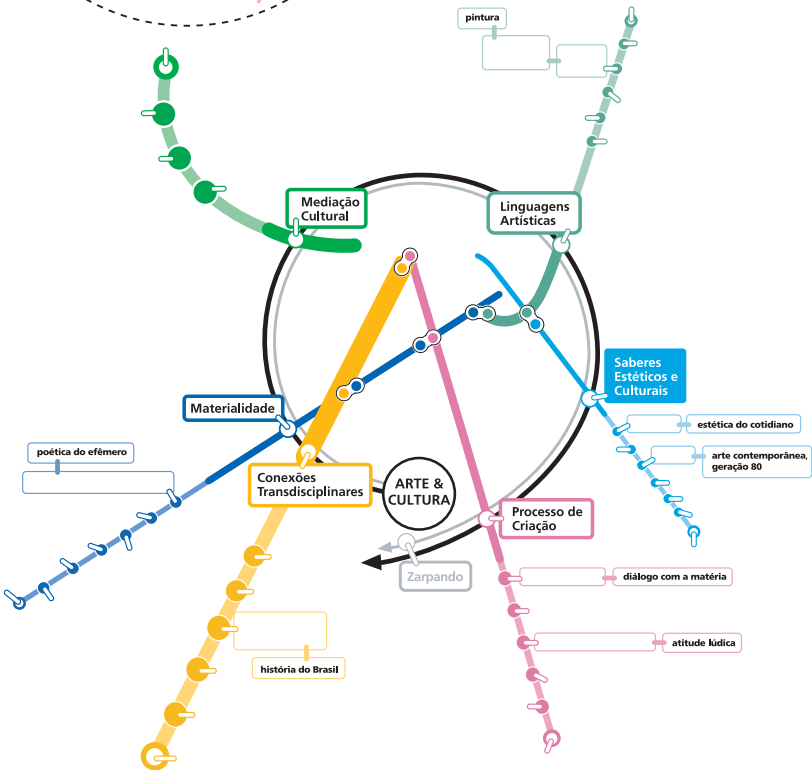 pintura
Mediação
Cultural
Linguagens
Artísticas
Saberes
Estéticos e
Culturais
Materialidade
estética do cotidiano
poética do efêmero
arte contemporânea,
geração 80
Conexões
Transdisciplinares
ARTE &
CULTURA
Processo de
Criação
Zarpando
diálogo com a matéria
atitude lúdica
história do Brasil